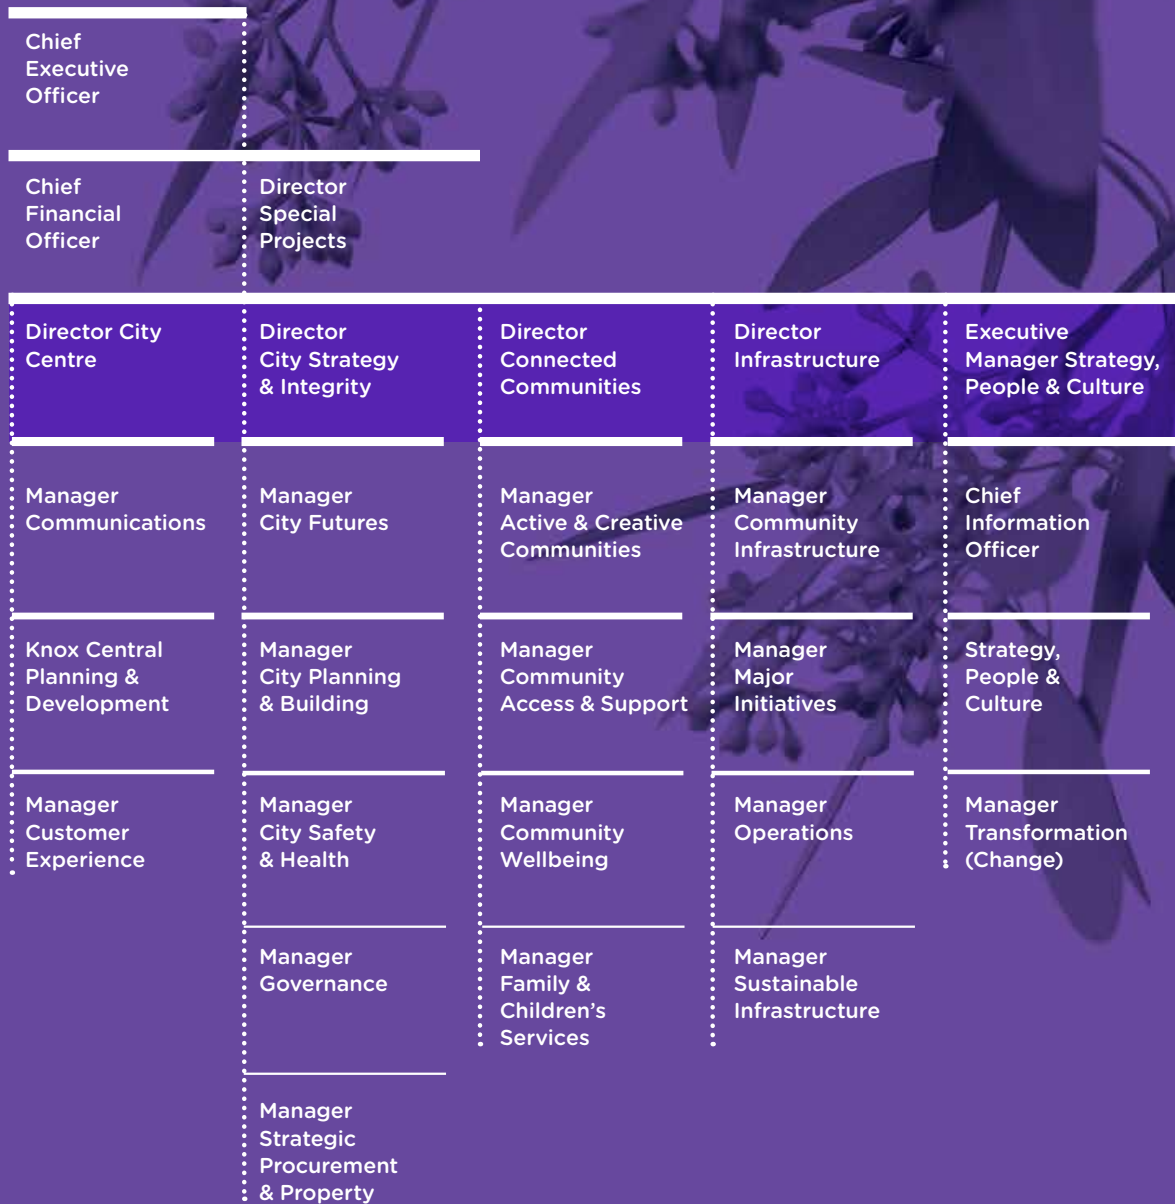 Chief
Executive
Officer
Chief
Financial
Officer
Director
Special
Projects
Director City
Centre
Director
City Strategy
& Integrity
Director
Connected
Communities
Director
Infrastructure
Executive
Manager Strategy,
People & Culture
Manager
Communications
Manager
City Futures
Manager
Active & Creative
Communities
Manager
Community
Infrastructure
Chief
Information
Officer
Knox Central
Planning &
Development
Manager
City Planning
& Building
Manager
Community
Access & Support
Manager
Major
Initiatives
Strategy,
People &
Culture
Manager
Customer
Experience
Manager
City Safety
& Health
Manager
Community
Wellbeing
Manager
Operations
Manager
Transformation
(Change)
Manager
Governance
Manager
Family &
Children’s
Services
Manager
Sustainable
Infrastructure
Manager
Strategic
Procurement
& Property